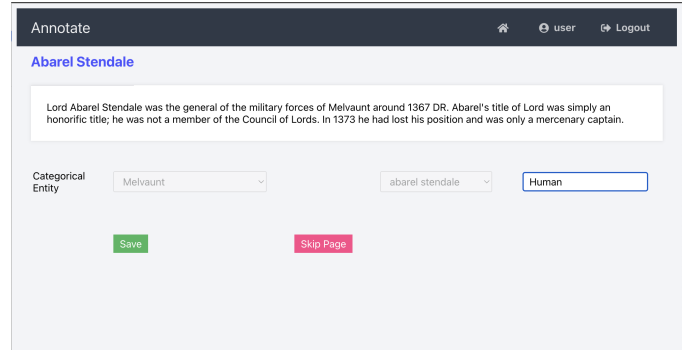 Annotate user Logout
Abarel Stendale
Lord Abarel Stendale was the general of the military forces of Melvaunt around 1367 DR. Abarel's title of Lord was simply an
honorific title; he was not a member of the Council of Lords. In 1373 he had lost his position and was only a mercenary captain.
Categorical
Entity
Melvaunt abarel stendale Human
Save Skip Page